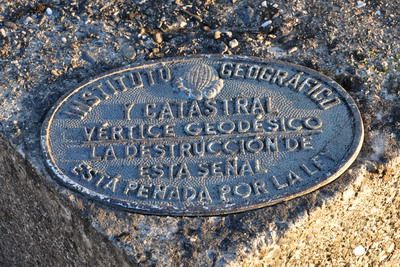 INSTITUTO GEOGRÁFICO
Y CATASTRAL
VÉRTICE GEODÉSICO
LA DESTRUCCIÓN DE
ESTA SEÑAL
ESTÁ PENADA POR LA LEY